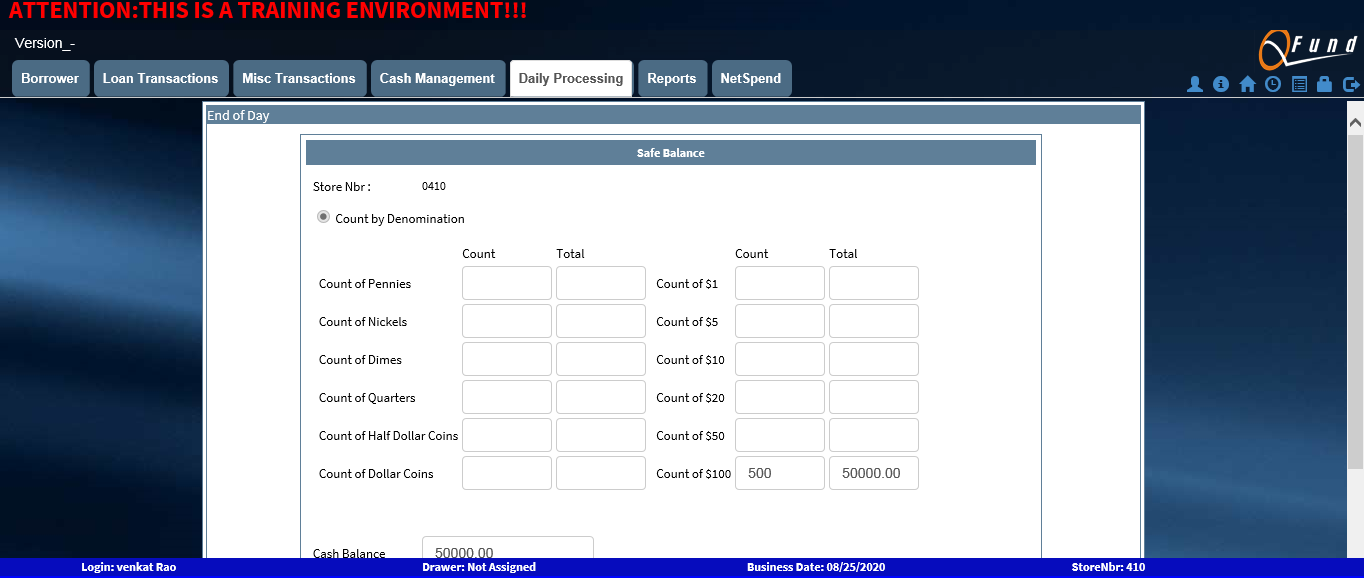 ATTENTION:THIS IS A TRAINING ENVIRONMENT!!!
Version_-
QFund
Borrower Loan Transactions Misc Transactions Cash Management Daily Processing Reports NetSpend
End of Day
Safe Balance
Store Nbr : 0410
Count by Denomination
Count Total Count Total
Count of Pennies Count of $1
Count of Nickels Count of $5
Count of Dimes Count of $10
Count of Quarters Count of $20
Count of Half Dollar Coins Count of $50
Count of Dollar Coins Count of $100 500 50000.00
Cash Balance 50000.00
Login: venkat Rao Drawer: Not Assigned Business Date: 08/25/2020 StoreNbr: 410